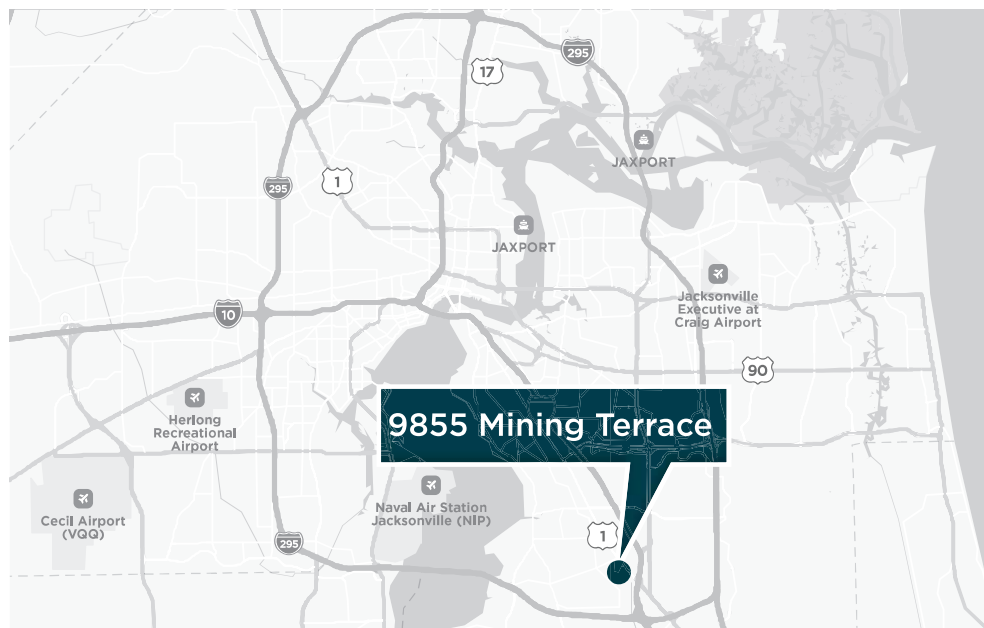 295
17
JAXPORT
295
1
JAXPORT
Jacksonville
Executive at
Craig Airport
10
90
Herlong
Recreational
Airport
9855 Mining Terrace
Cecil Airport
(VQQ)
Naval Air Station
Jacksonville (NIP)
1
295